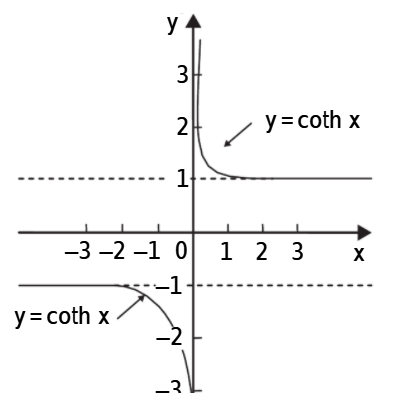 y
3
2
y = coth x
1
−3 −2 −1 0 1 2 3 x
−1
y = coth x
−2
−3